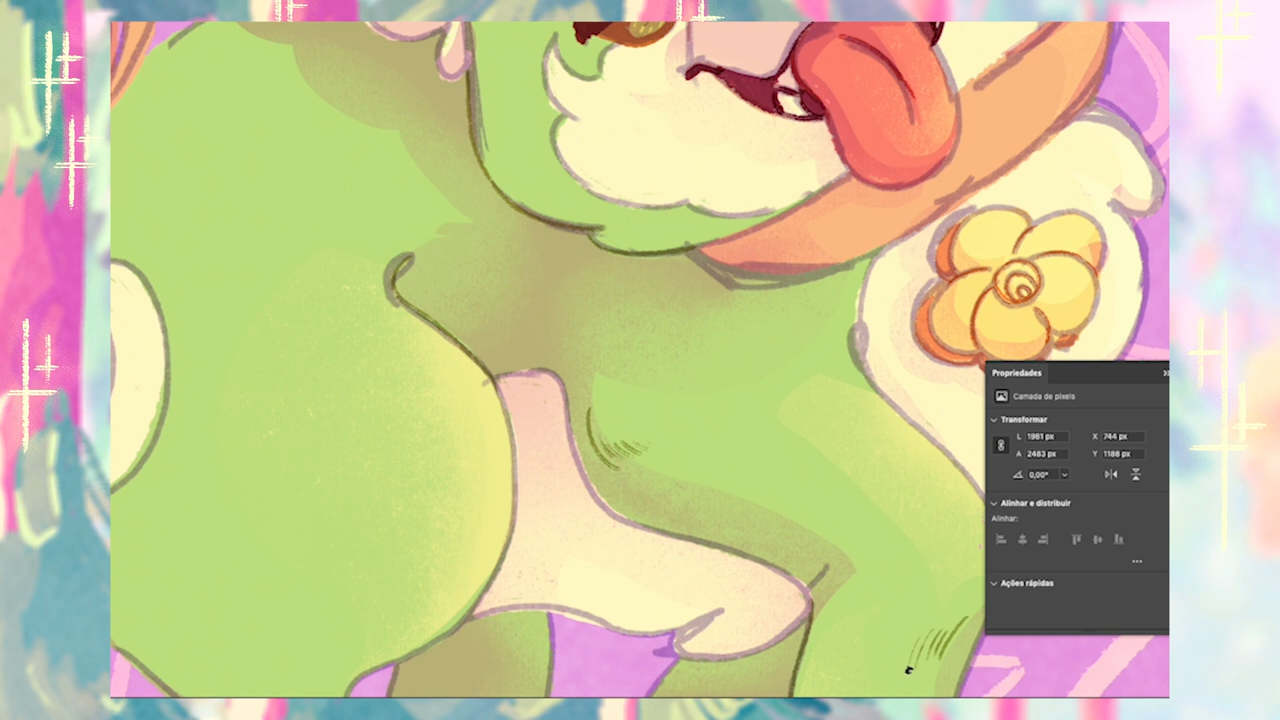 Propriedades
Camada de pixels
Transformar
L 1981 px X 744 px
A 2483 px Y 1188 px
0,00°
Alinhar e distribuir
Alinhar:
Ações rápidas